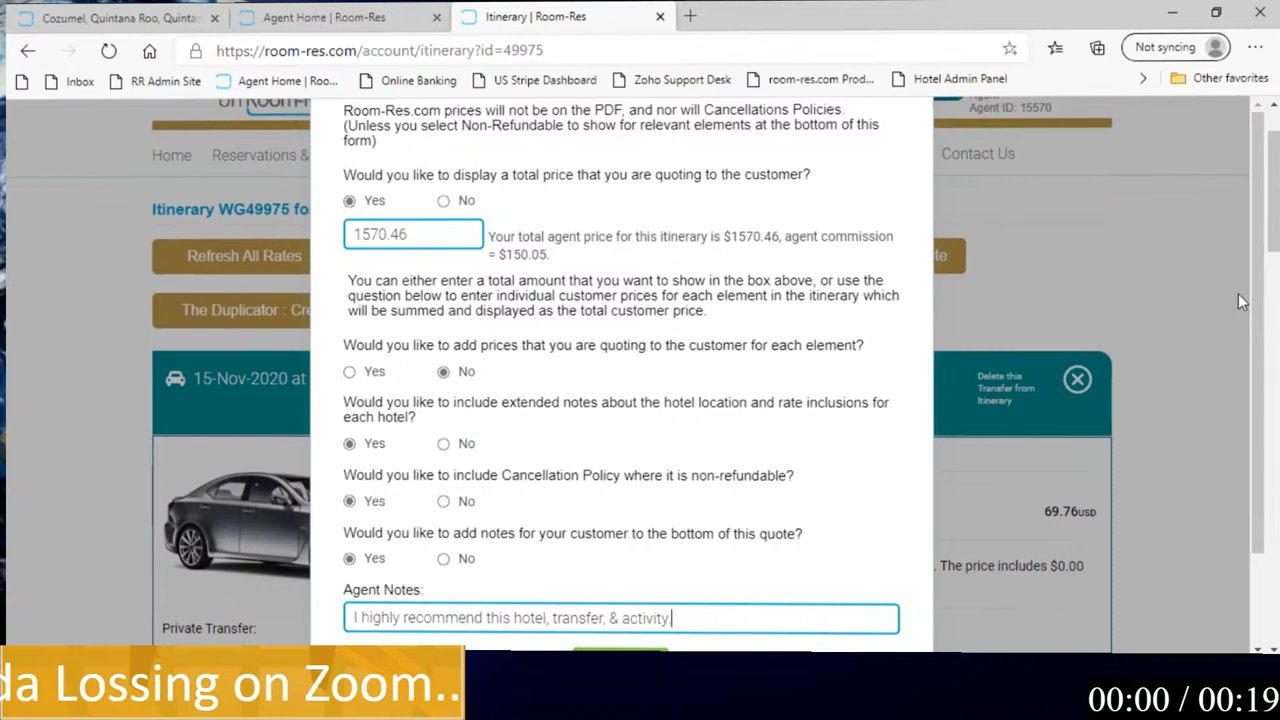 Cozumel, Quintana Roo, Quinta
Agent Home | Room-Res
Itinerary | Room-Res
https://room-res.com/account/itinerary?id=49975
Not syncing
Inbox
RR Admin Site
Agent Home | Roo...
Online Banking
US Stripe Dashboard
Zoho Support Desk
room-res.com Prod...
Hotel Admin Panel
Other favorites
Agent ID: 15570
Home
Reservations &
Contact Us
Itinerary WG49975 fo
Refresh All Rates
The Duplicator : Cre
te
15-Nov-2020 at
Delete this
Transfer from
Itinerary
69.76USD
. The price includes $0.00
Private Transfer:
Room-Res.com prices will not be on the PDF, and nor will Cancellations Policies.
(Unless you select Non-Refundable to show for relevant elements at the bottom of this
form)
Would you like to display a total price that you are quoting to the customer?
Yes No
1570.46
Your total agent price for this itinerary is $1570.46, agent commission
= $150.05.
You can either enter a total amount that you want to show in the box above, or use the
question below to enter individual customer prices for each element in the itinerary which
will be summed and displayed as the total customer price.
Would you like to add prices that you are quoting to the customer for each element?
Yes No
Would you like to include extended notes about the hotel location and rate inclusions for
each hotel?
Yes No
Would you like to include Cancellation Policy where it is non-refundable?
Yes No
Would you like to add notes for your customer to the bottom of this quote?
Yes No
Agent Notes:
I highly recommend this hotel, transfer, & activity.
da Lossing on Zoom..
00:00 / 00:19